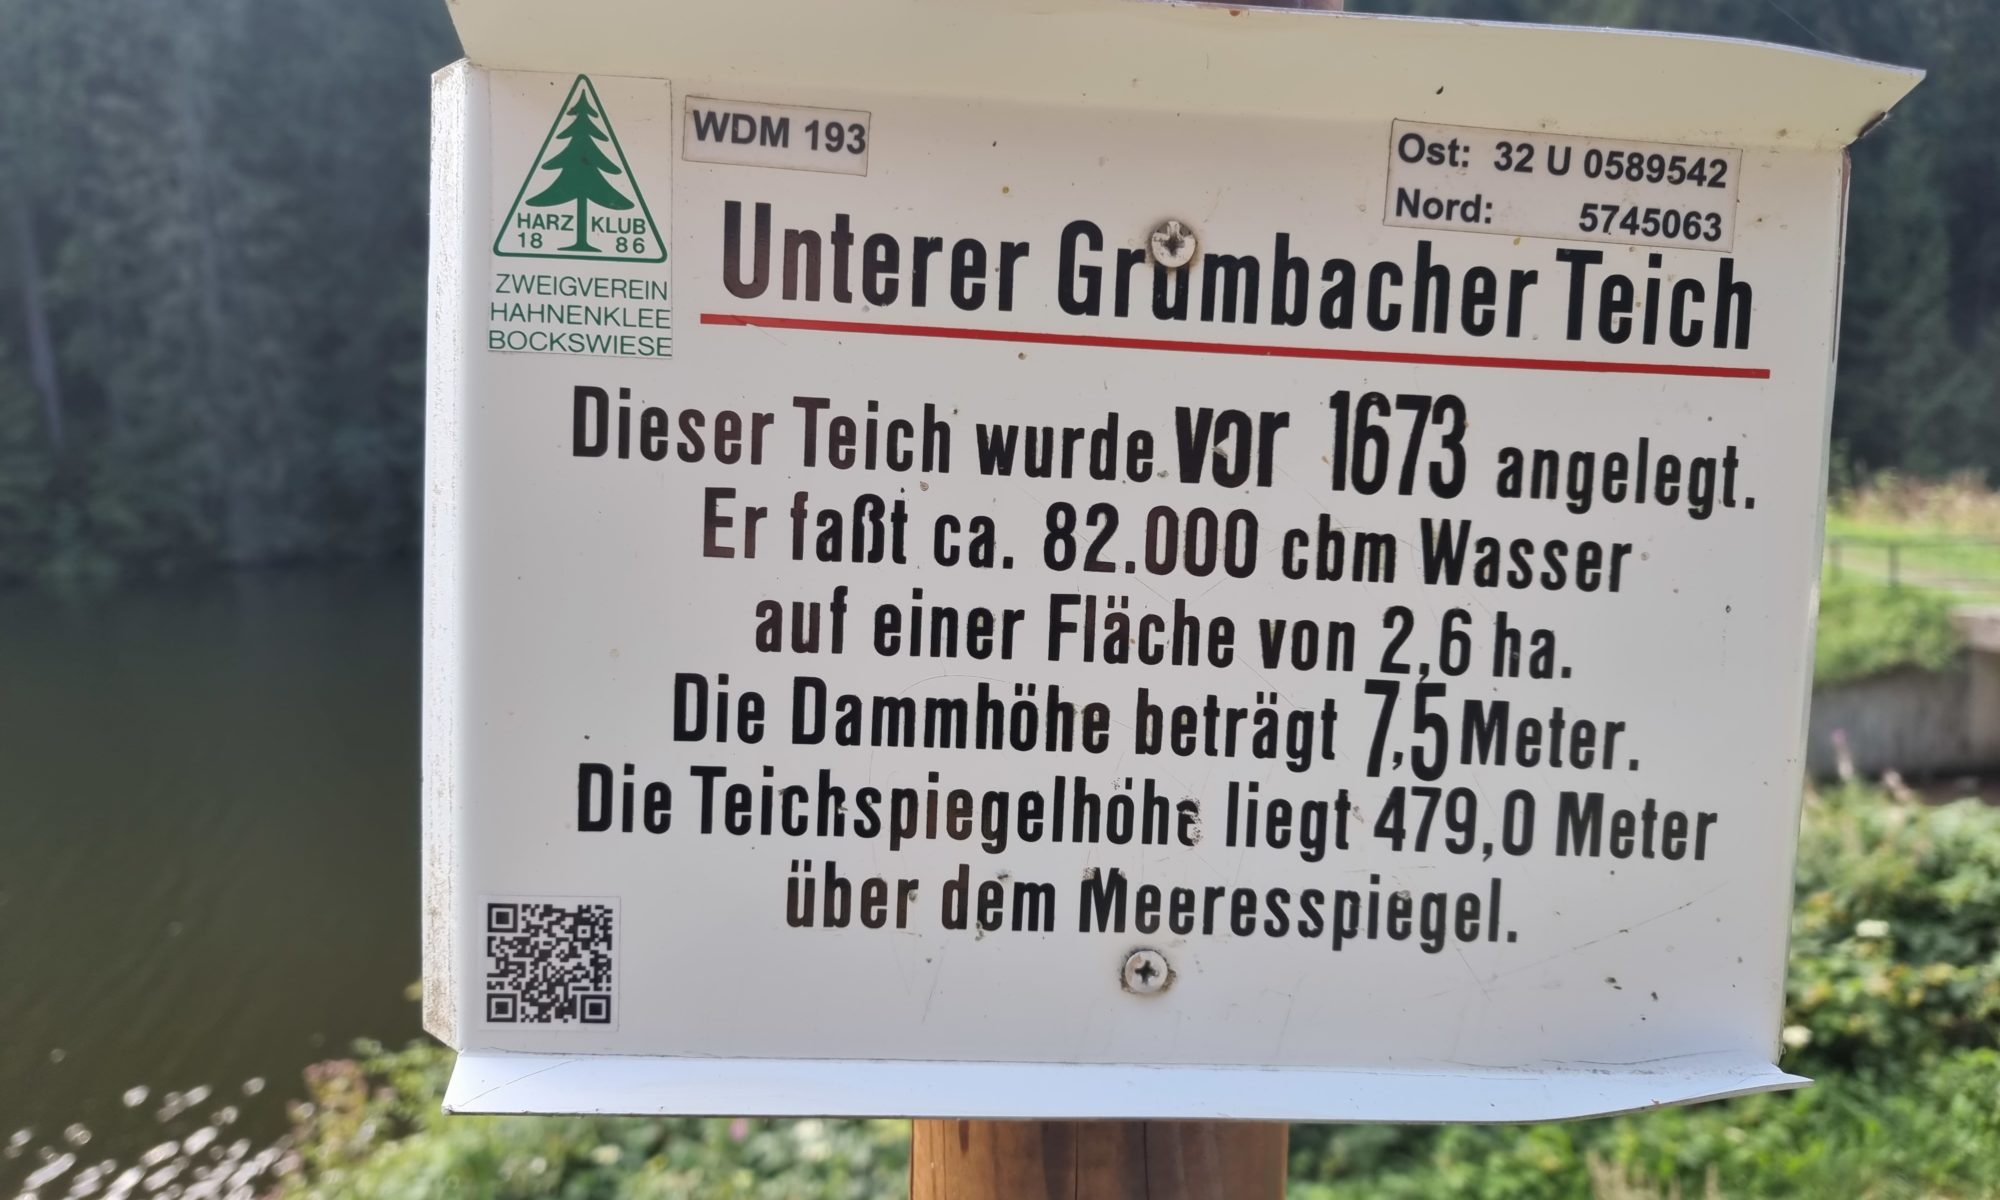 HARZ KLUB
18 86
ZWEIGVEREIN
HAHNENKLEE
BOCKSWIESE
WDM 193
Ost: 32 U 0589542
Nord: 5745063
Unterer Grumbacher Teich
Dieser Teich wurde vor 1673 angelegt.
Er faßt ca. 82.000 cbm Wasser
auf einer Fläche von 2,6 ha.
Die Dammhöhe beträgt 7,5 Meter.
Die Teichspiegelhöhe liegt 479,0 Meter
über dem Meeresspiegel.